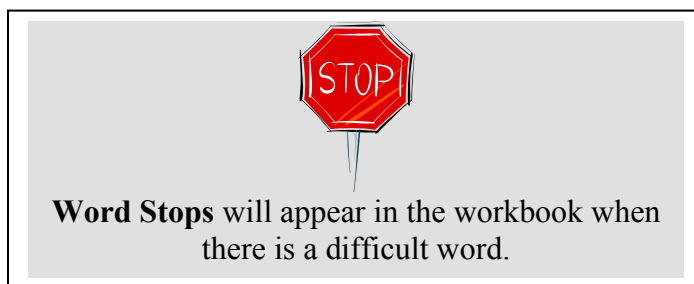 STOP
Word Stops will appear in the workbook when
there is a difficult word.